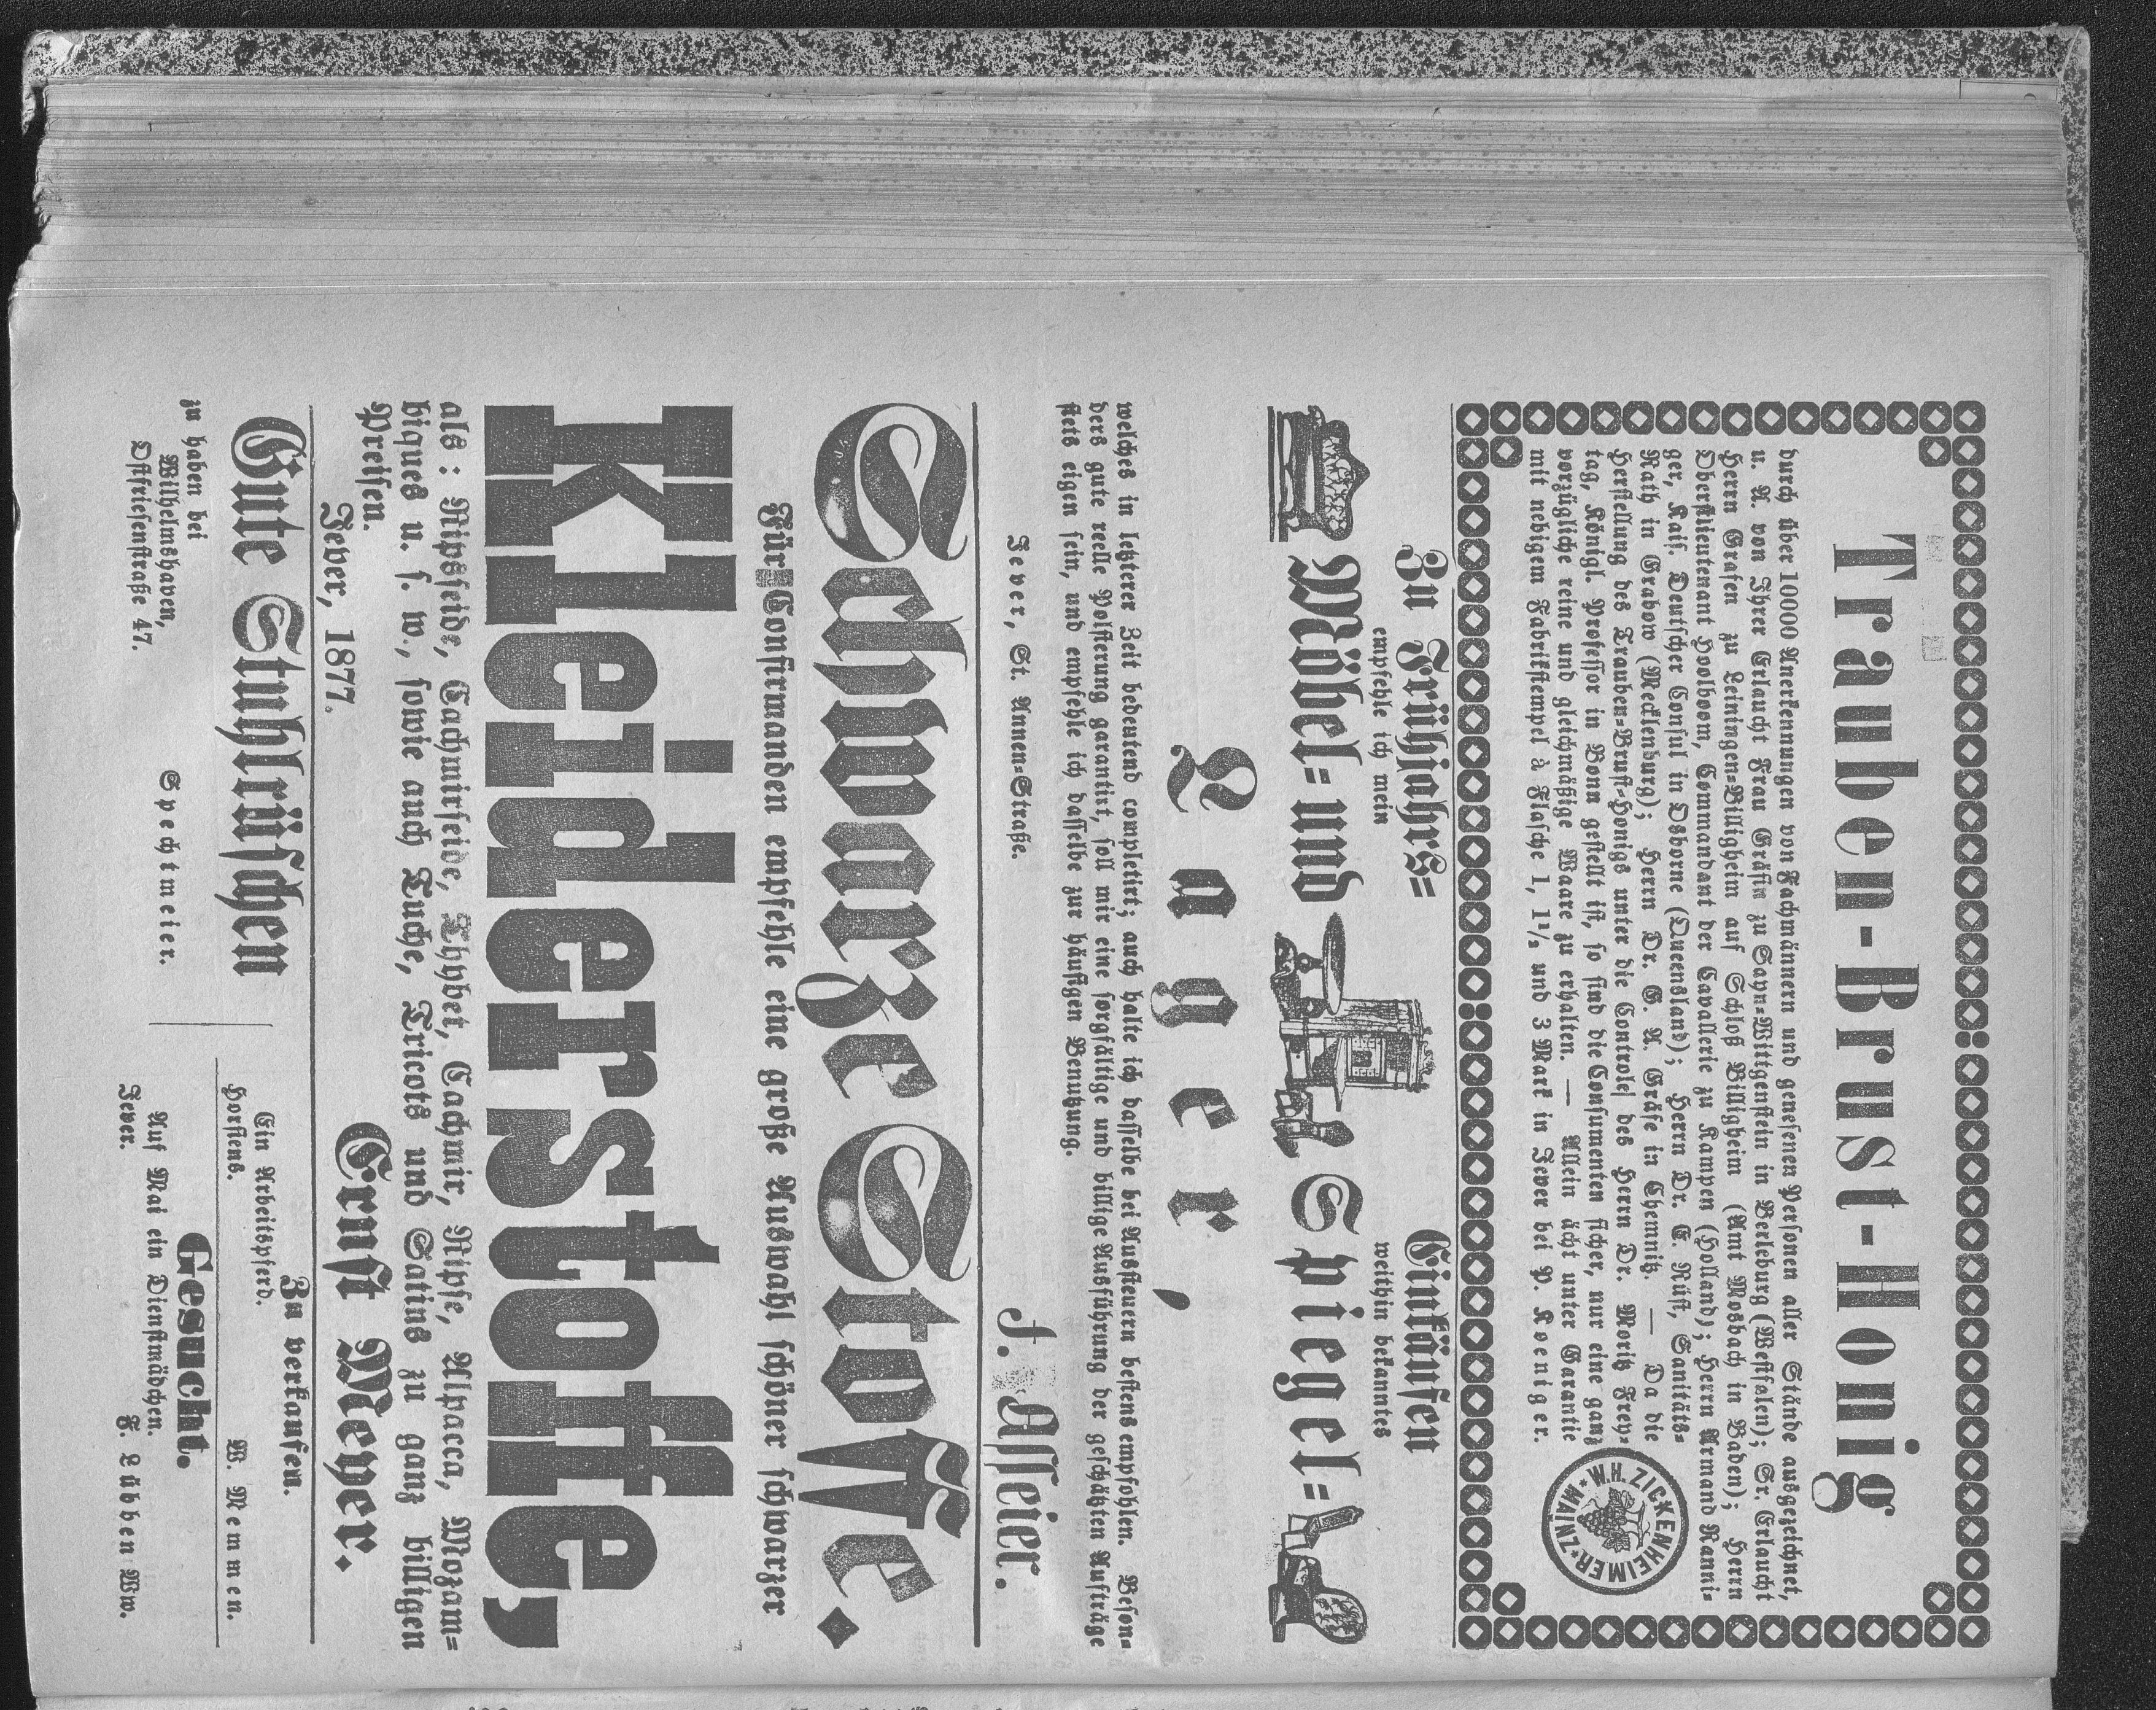 Trauben-Brust-Honig
durch über 10000 Anerkennungen von Fachmännern und genesenen Personen aller Stände ausgezeichnet,
u. A. von Ihrer Erlaucht Frau Gräfin zu Sayn=Wittgenstein in Berleburg (Westfalen); Sr. Erlaucht
Herrn Grafen zu Leiningen=Billigheim auf Schloß Billigheim (Amt Mosbach in Baden); Herrn
Oberstlieutenant Hoolboom, Commandant der Cavallerie zu Kampen (Holland); Herrn Armand Ranni=
ger, Kais. Deutscher Consul in Osborne (Queensland); Herrn Dr. C. Rüst, Sanitäts=
Rath in Grabow (Mecklenburg); Herrn Dr. G. A. Gräfe in Chemnitz. — Da die
Herstellung des Trauben=Brust=Honigs unter die Controle des Herrn Dr. Moritz Frey=
tag, Königl. Professor in Bonn gestellt ist, so sind die Consumenten sicher, nur eine ganz
vorzügliche reine und gleichmäßige Waare zu erhalten. — Allein ächt unter Garantie
mit nebigem Fabrikstempel à Flasche 1, 1½ und 3 Mark in Jever bei P. Koeniger.
W.H. ZICKENHEIMER * MAINZ *
Zu Frühjahrs= Einkäufen
empfehle ich mein weithin bekanntes
Möbel= und Spiegel=
Lager,
welches in letzterer Zeit bedeutend completirt; auch halte ich dasselbe bei Aussteuern bestens empfohlen. Beson=
ders gute reelle Polsterung garantirt, soll mir eine sorgfältige und billige Ausführung der geschätzten Aufträge
stets eigen sein, und empfehle ich dasselbe zur häufigen Benutzung.
Jever, St. Annen=Straße.
J. Asseier.
Schwarze Stoffe.
Für Confirmanden empfehle eine große Auswahl schöner schwarzer
Kleiderstoffe,
als: Ripsseide, Cachmirseide, Thybet, Cachmir, Ripse, Alpacca, Mozam=
biques u. s. w., sowie auch Tuche, Tricots und Satins zu ganz billigen
Preisen.
Jever, 1877.
Ernst Meyer.
Gute Stuhlrüschen
zu haben bei
Wilhelmshaven,
Ostfriesenstraße 47.
Spechtmeier.
Zu verkaufen.
Ein Arbeitspferd.
Horsiens.
W. Memmen.
Gesucht.
Auf Mai ein Dienstmädchen.
Jever.
F. Lübben Ww.